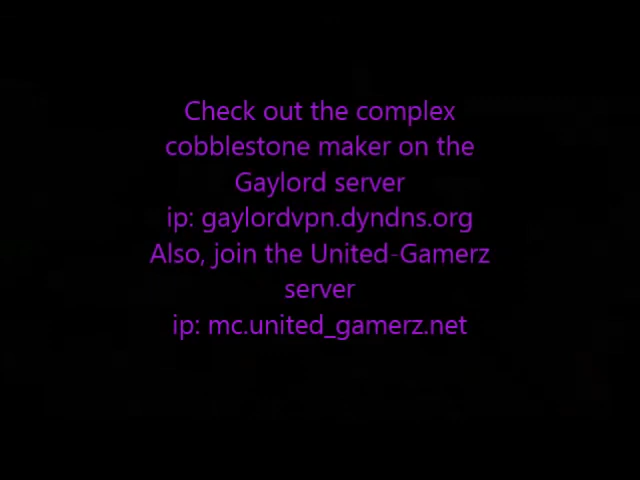 Check out the complex
cobblestone maker on the
Gaylord server
ip: gaylordvpn.dyndns.org
Also, join the United-Gamerz
server
ip: mc.united_gamerz.net